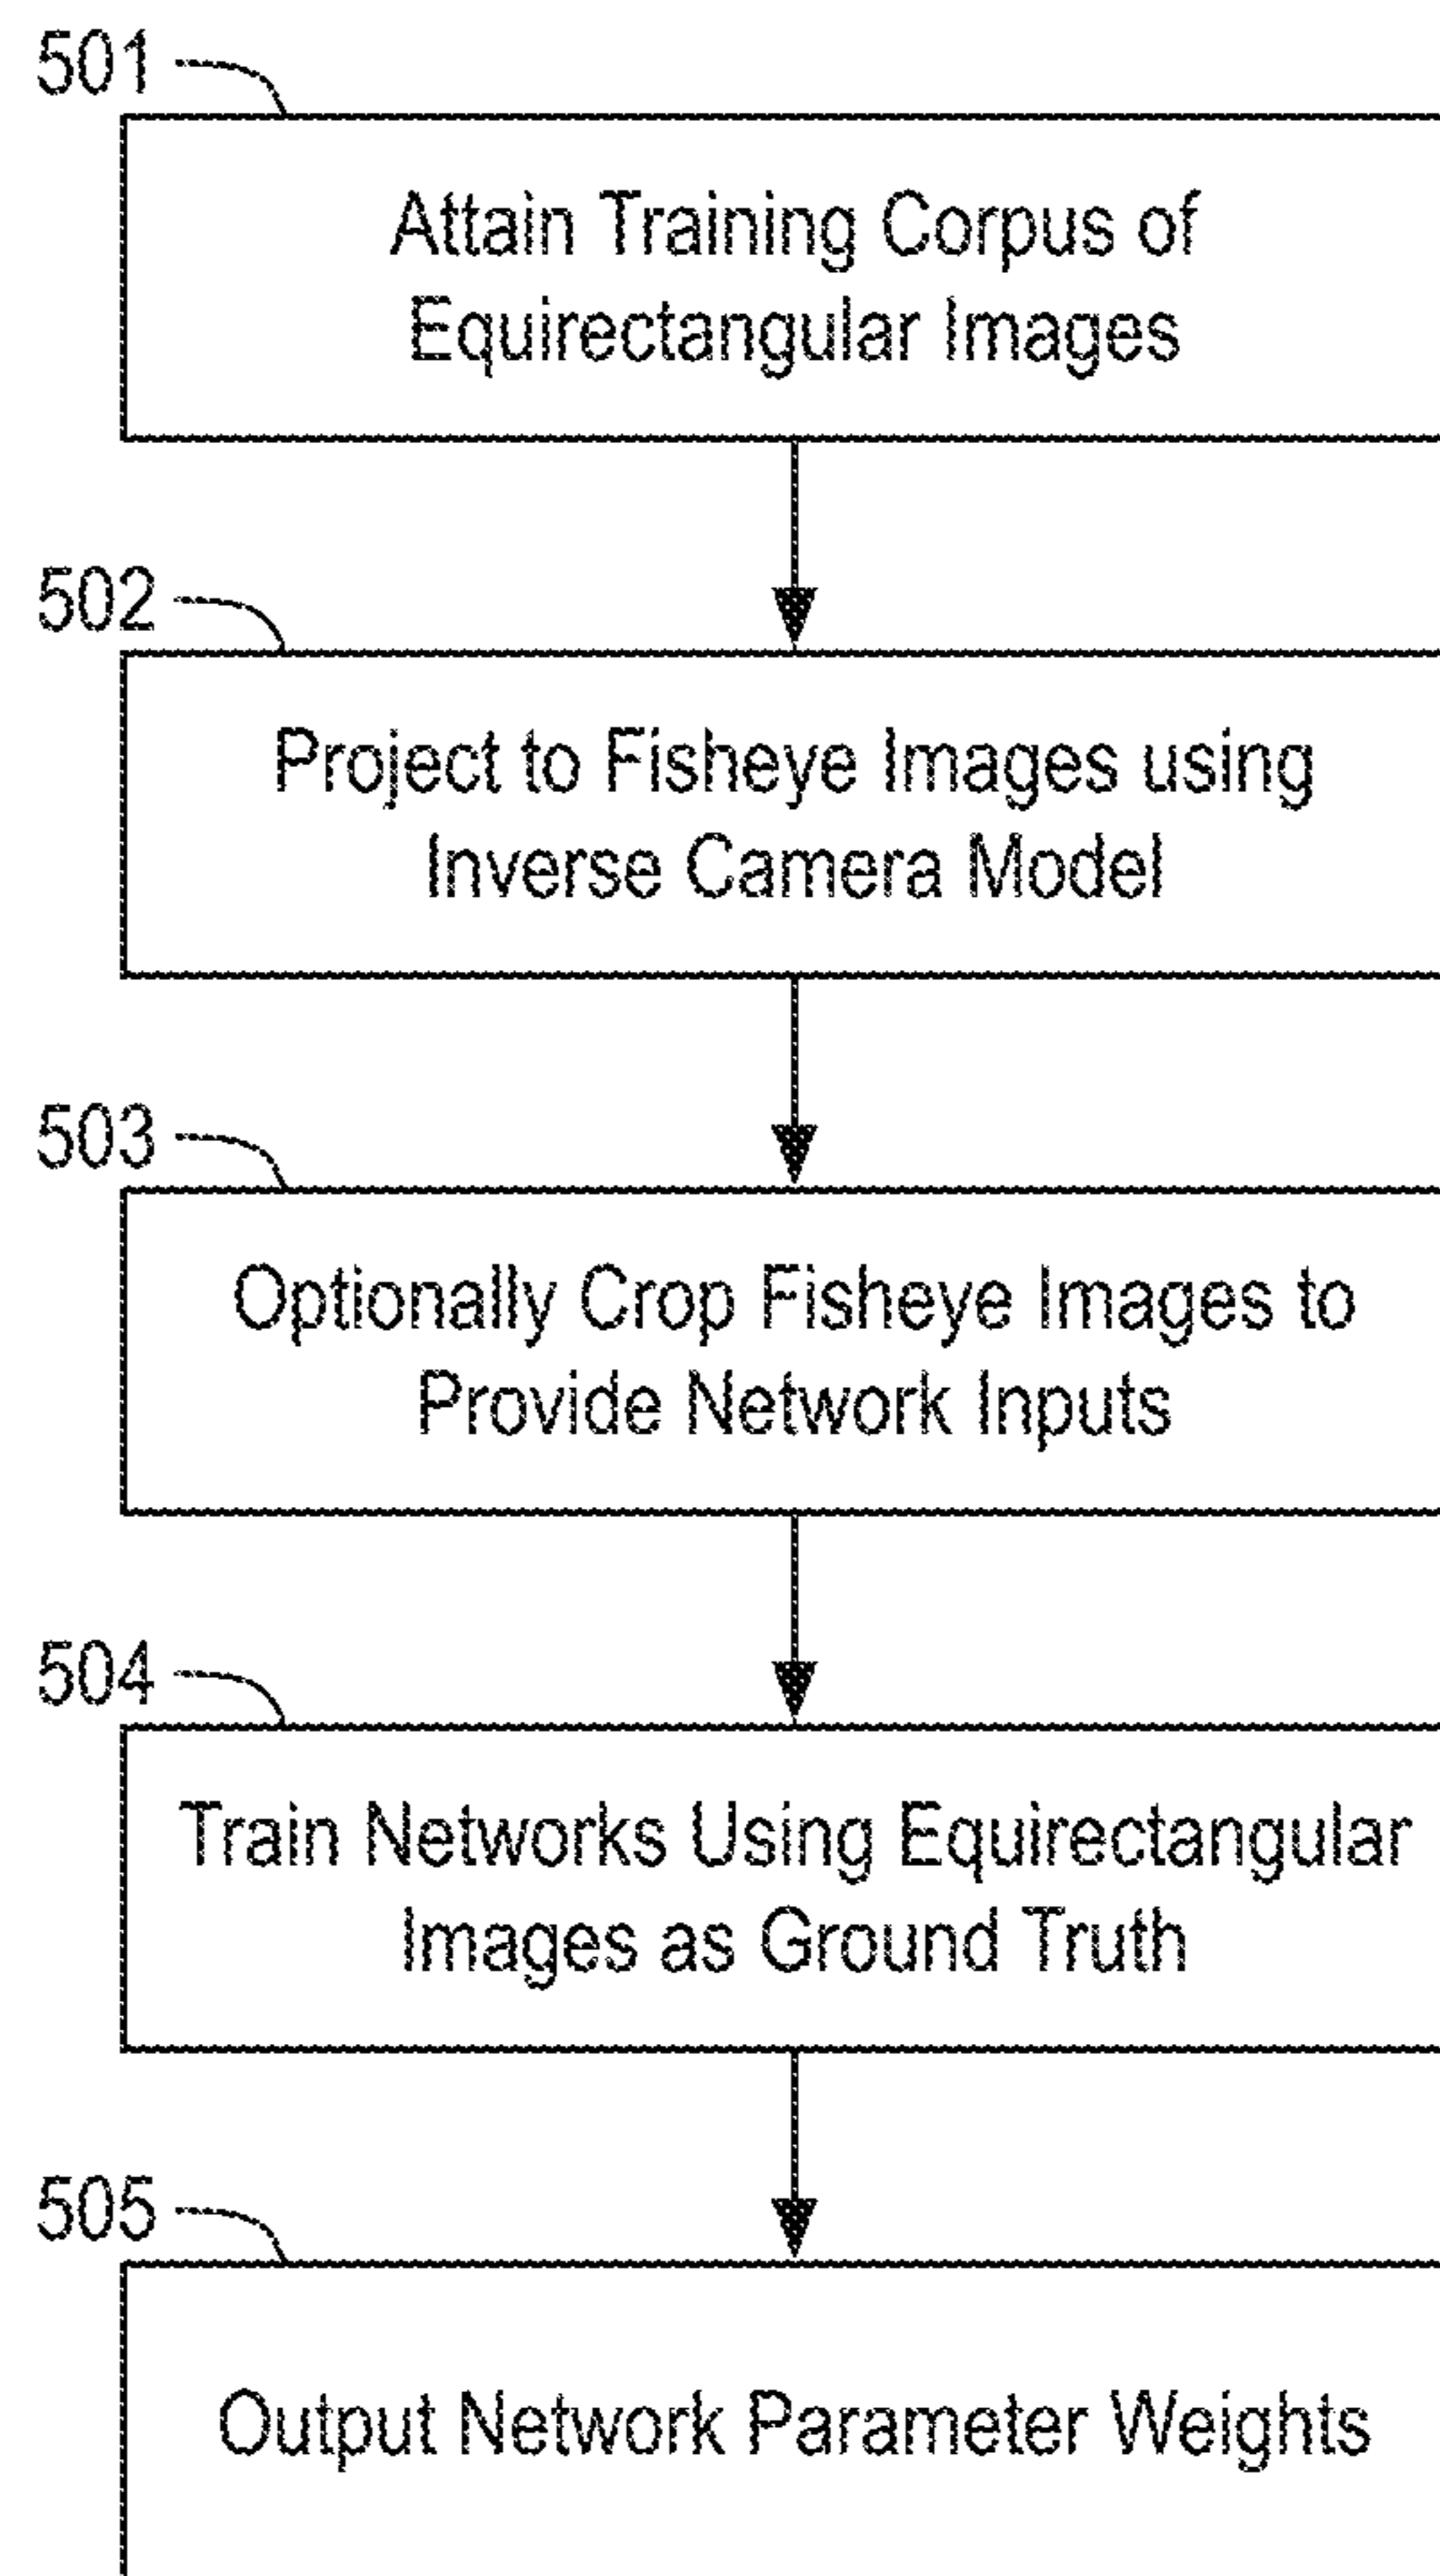 501
Attain Training Corpus of
Equirectangular Images
502
Project to Fisheye Images using
Inverse Camera Model
503
Optionally Crop Fisheye Images to
Provide Network Inputs
504
Train Networks Using Equirectangular
Images as Ground Truth
505
Output Network Parameter Weights